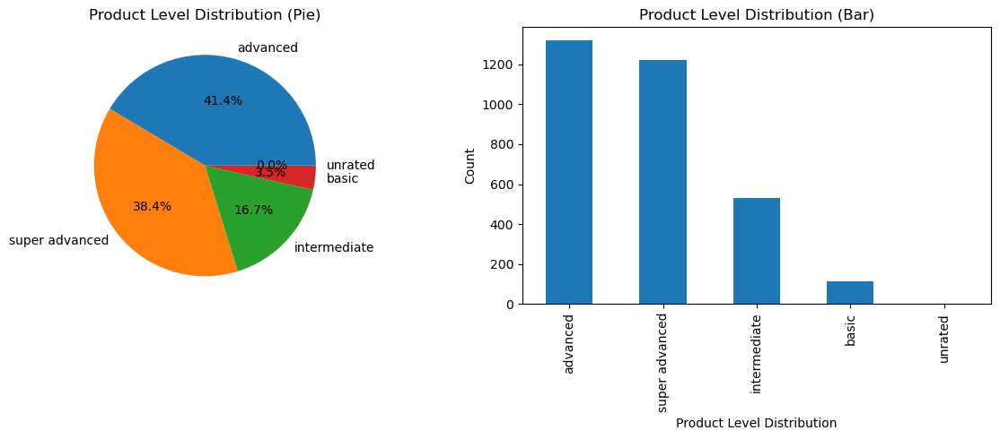 Product Level Distribution (Pie)
advanced
41.4%
0.0%
unrated
3.5%
basic
38.4%
16.7%
super advanced
intermediate
Product Level Distribution (Bar)
1200
1000
800
600
400
200
0
Count
advanced
super advanced
intermediate
basic
unrated
Product Level Distribution